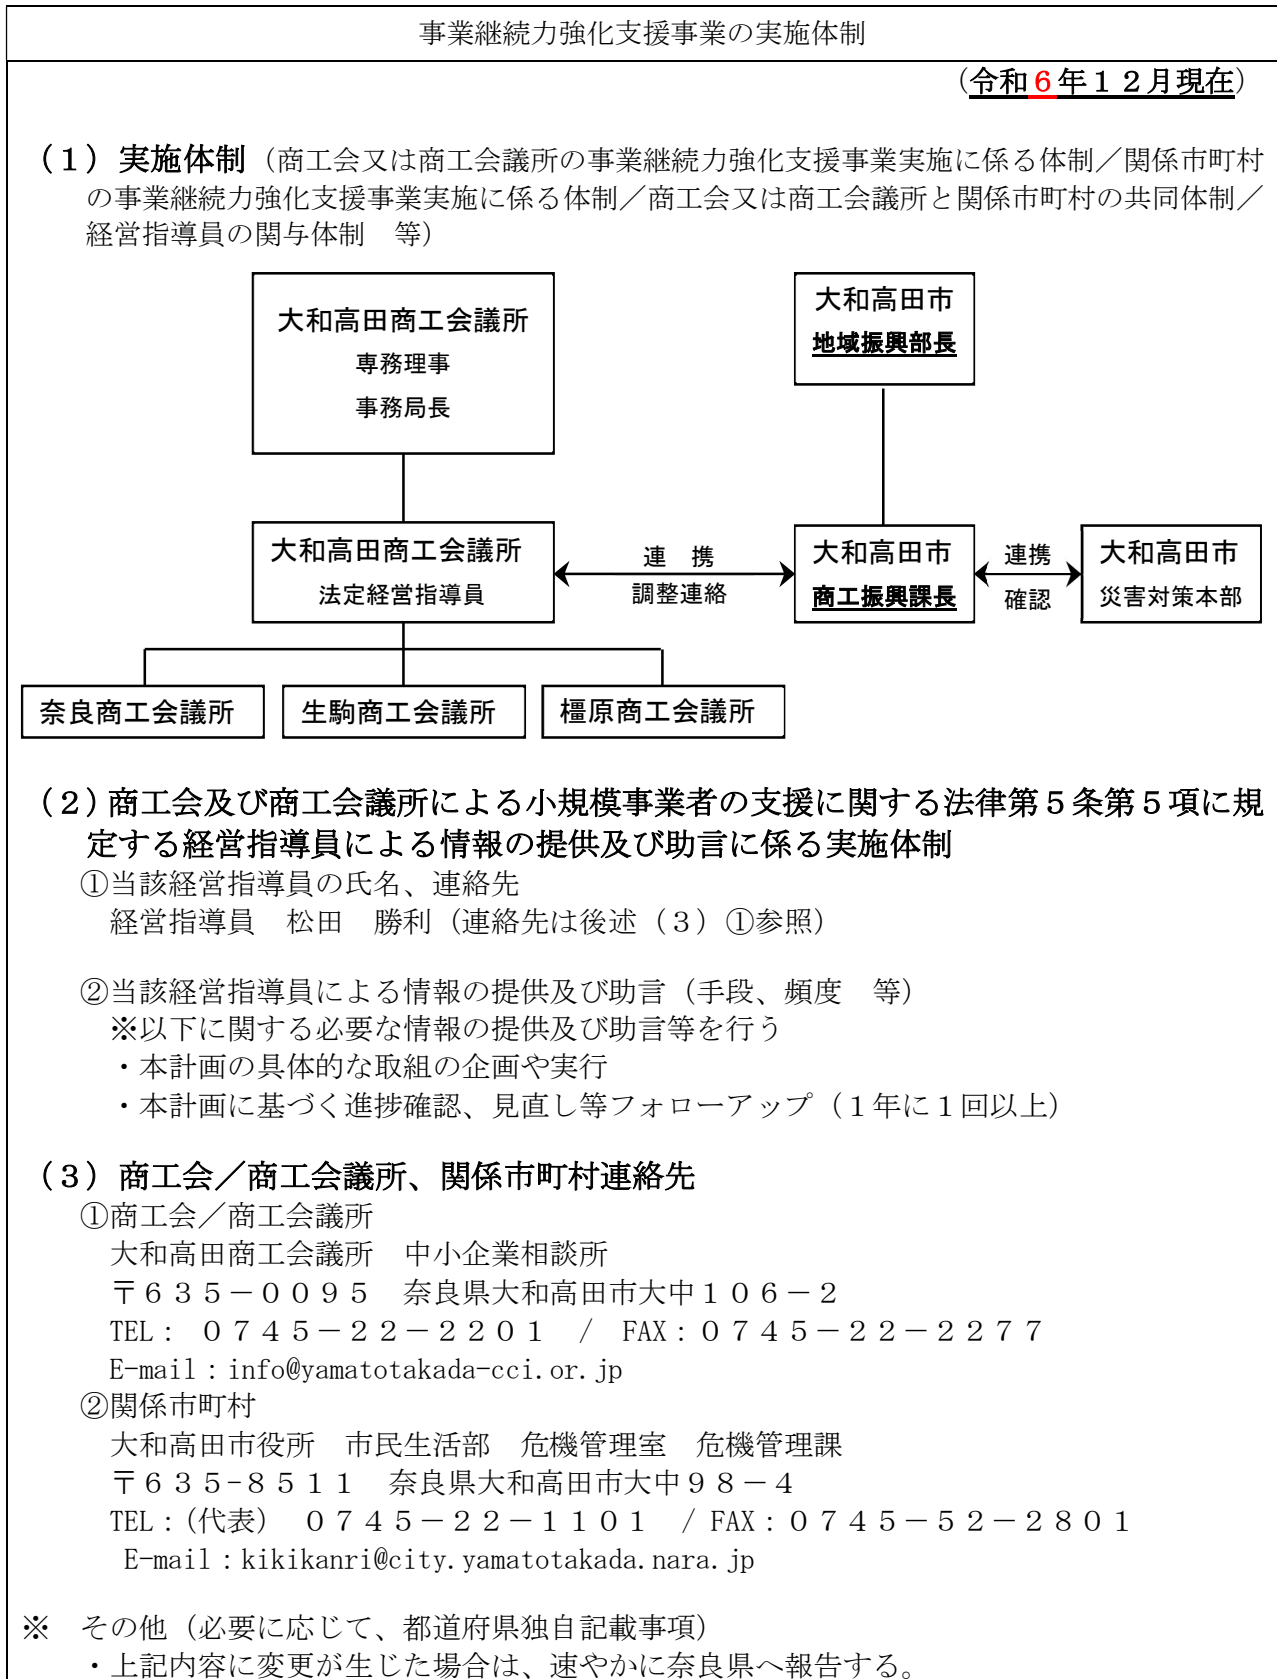 事業継続力強化支援事業の実施体制
（令和６年１２月現在）
（１）実施体制（商工会又は商工会議所の事業継続力強化支援事業実施に係る体制／関係市町村
の事業継続力強化支援事業実施に係る体制／商工会又は商工会議所と関係市町村の共同体制／
経営指導員の関与体制　等）
大和高田商工会議所
専務理事
事務局長
大和高田市
地域振興部長
大和高田商工会議所
法定経営指導員
連　携
調整連絡
大和高田市
商工振興課長
連携
確認
大和高田市
災害対策本部
奈良商工会議所
生駒商工会議所
橿原商工会議所
（２）商工会及び商工会議所による小規模事業者の支援に関する法律第５条第５項に規
定する経営指導員による情報の提供及び助言に係る実施体制
①当該経営指導員の氏名、連絡先
経営指導員　松田　勝利（連絡先は後述（３）①参照）
②当該経営指導員による情報の提供及び助言（手段、頻度　等）
※以下に関する必要な情報の提供及び助言等を行う
・本計画の具体的な取組の企画や実行
・本計画に基づく進捗確認、見直し等フォローアップ（１年に１回以上）
（３）商工会／商工会議所、関係市町村連絡先
①商工会／商工会議所
大和高田商工会議所　中小企業相談所
〒６３５－００９５　奈良県大和高田市大中１０６－２
TEL： ０７４５－２２－２２０１ / FAX：０７４５－２２－２２７７
E-mail：info@yamatotakada-cci.or.jp
②関係市町村
大和高田市役所　市民生活部　危機管理室　危機管理課
〒６３５-８５１１　奈良県大和高田市大中９８－４
TEL：(代表)　０７４５－２２－１１０１ / FAX：０７４５－５２－２８０１
E-mail：kikikanri@city.yamatotakada.nara.jp
※　その他（必要に応じて、都道府県独自記載事項）
・上記内容に変更が生じた場合は、速やかに奈良県へ報告する。